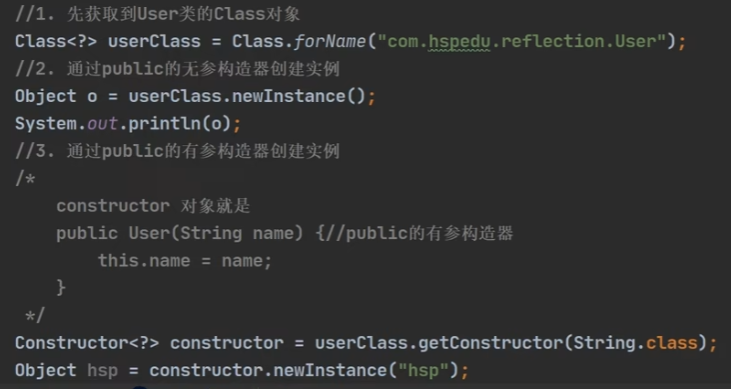 //1. 先获取到User类的Class对象
Class<?> userClass = Class.forName("com.hspedu.reflection.User");
//2. 通过public的无参构造器创建实例
Object o = userClass.newInstance();
System.out.println(o);
//3. 通过public的有参构造器创建实例
/*
    constructor 对象就是
    public User(String name) {//public的有参构造器
        this.name = name;
    }
 */
Constructor<?> constructor = userClass.getConstructor(String.class);
Object hsp = constructor.newInstance("hsp");